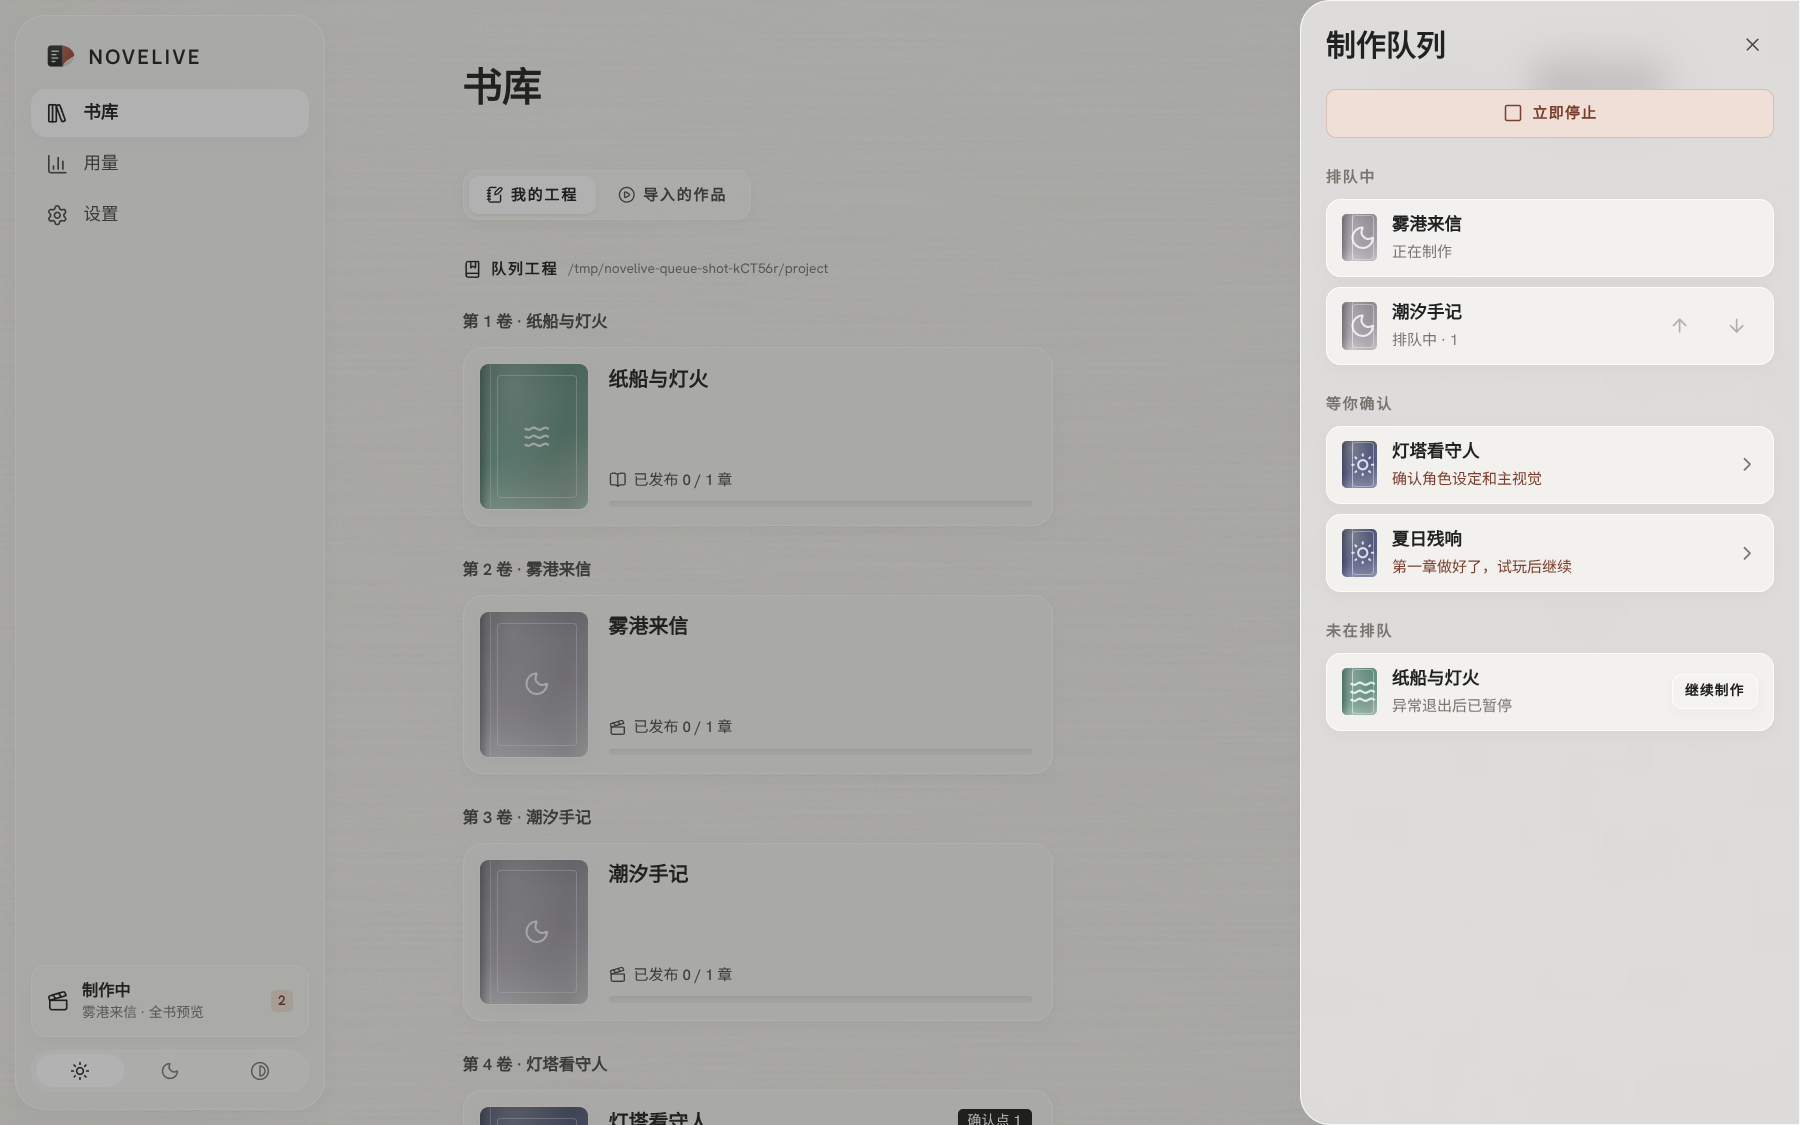 NOVELIVE
书库
用量
设置
制作中
雾港来信 · 全书预览
2
书库
我的工程
导入的作品
队列工程 /tmp/novelive-queue-shot-kCT56r/project
第 1 卷 · 纸船与灯火
纸船与灯火
已发布 0 / 1 章
第 2 卷 · 雾港来信
雾港来信
已发布 0 / 1 章
第 3 卷 · 潮汐手记
潮汐手记
已发布 0 / 1 章
第 4 卷 · 灯塔看守人
灯塔看守人
确认点 1
制作队列
立即停止
排队中
雾港来信
正在制作
潮汐手记
排队中 · 1
等你确认
灯塔看守人
确认角色设定和主视觉
夏日残响
第一章做好了，试玩后继续
未在排队
纸船与灯火
异常退出后已暂停
继续制作